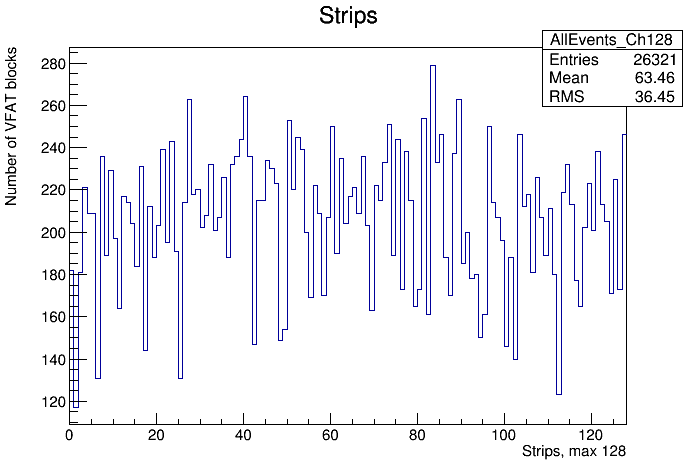 Strips
AllEvents_Ch128
Entries 26321
Mean 63.46
RMS 36.45
Number of VFAT blocks
280
260
240
220
200
180
160
140
120
0 20 40 60 80 100 120
Strips, max 128